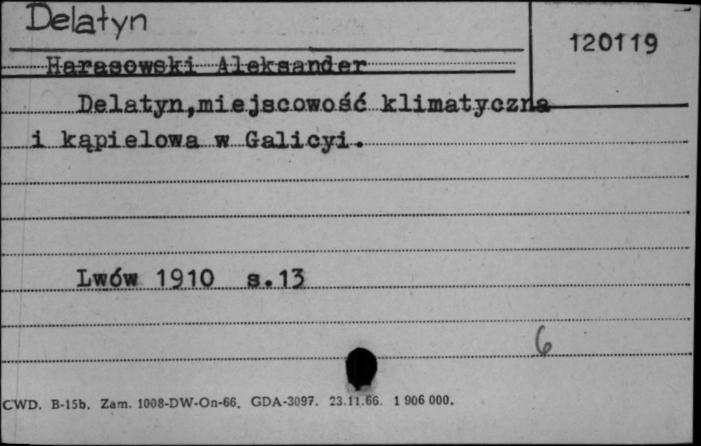 Delatyn
120119
Harasowski Aleksander
Delatyn,miejscowość klimatyczna
i kąpielowa w Galicyi.
Lwów 1910 s.13
6
CWD. B-15b. Zam. 1008-DW-On-66. GDA-3097. 23.11.66. 1 906 000.